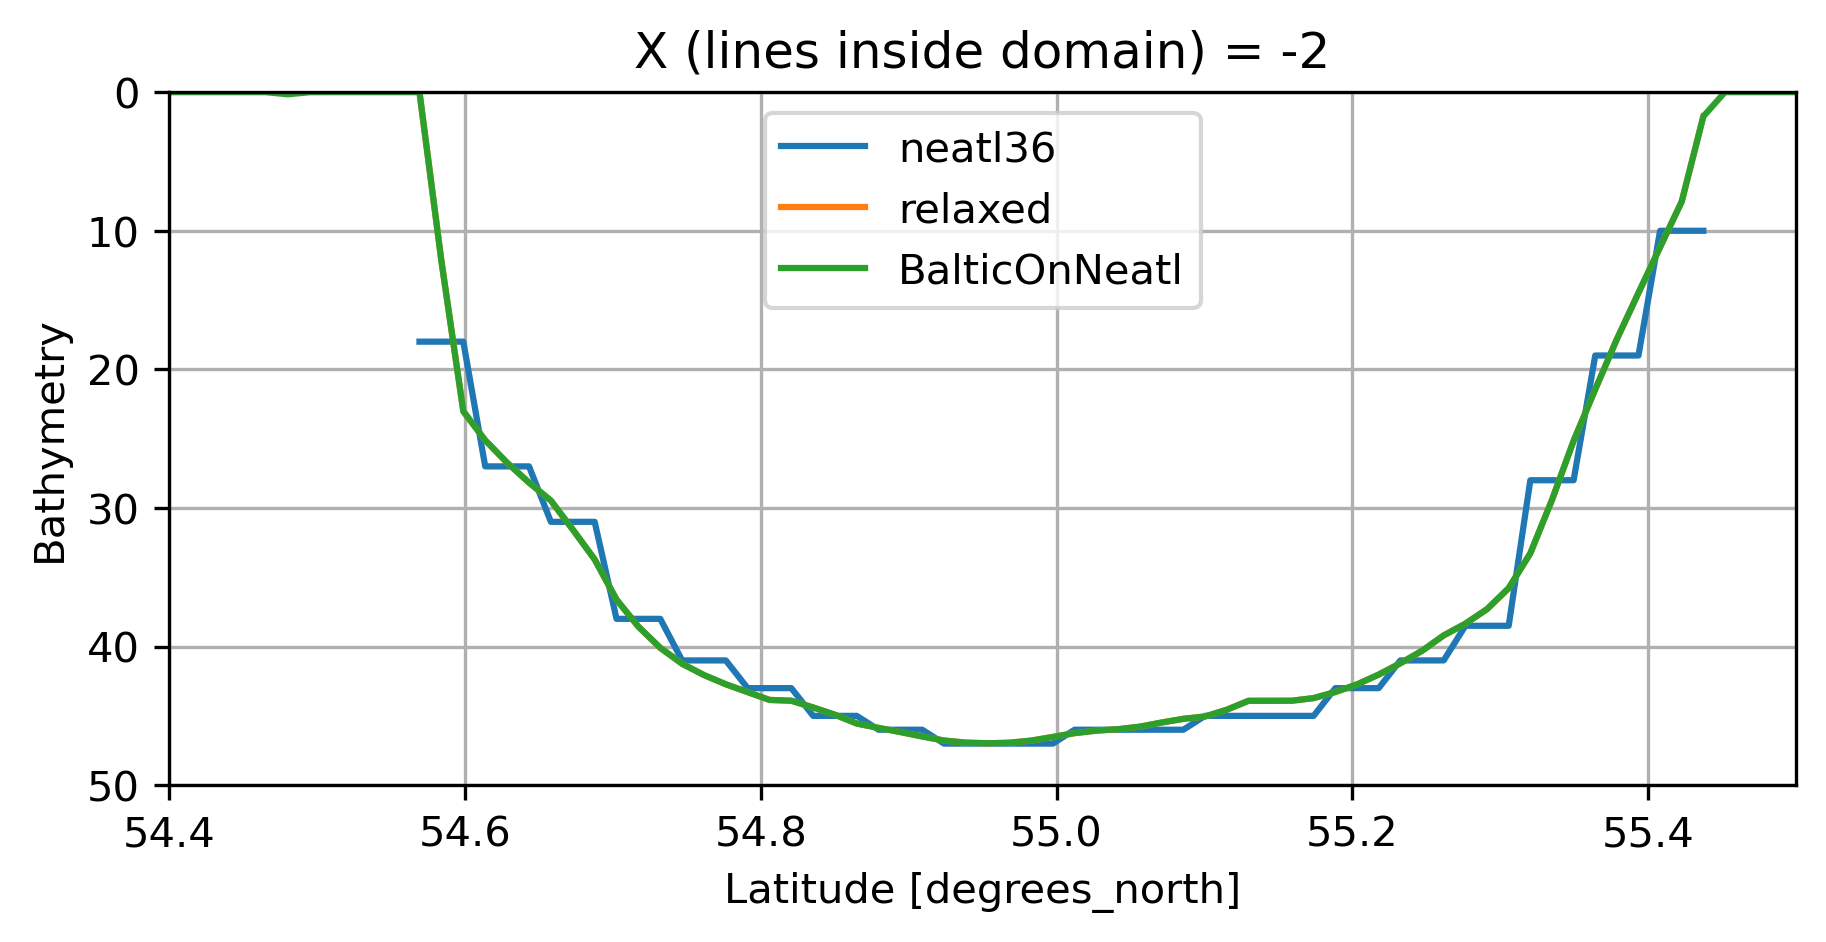 X (lines inside domain) = -2
0
10
20
30
40
50
Bathymetry
neatl36
relaxed
BalticOnNeatl
54.4 54.6 54.8 55.0 55.2 55.4
Latitude [degrees_north]